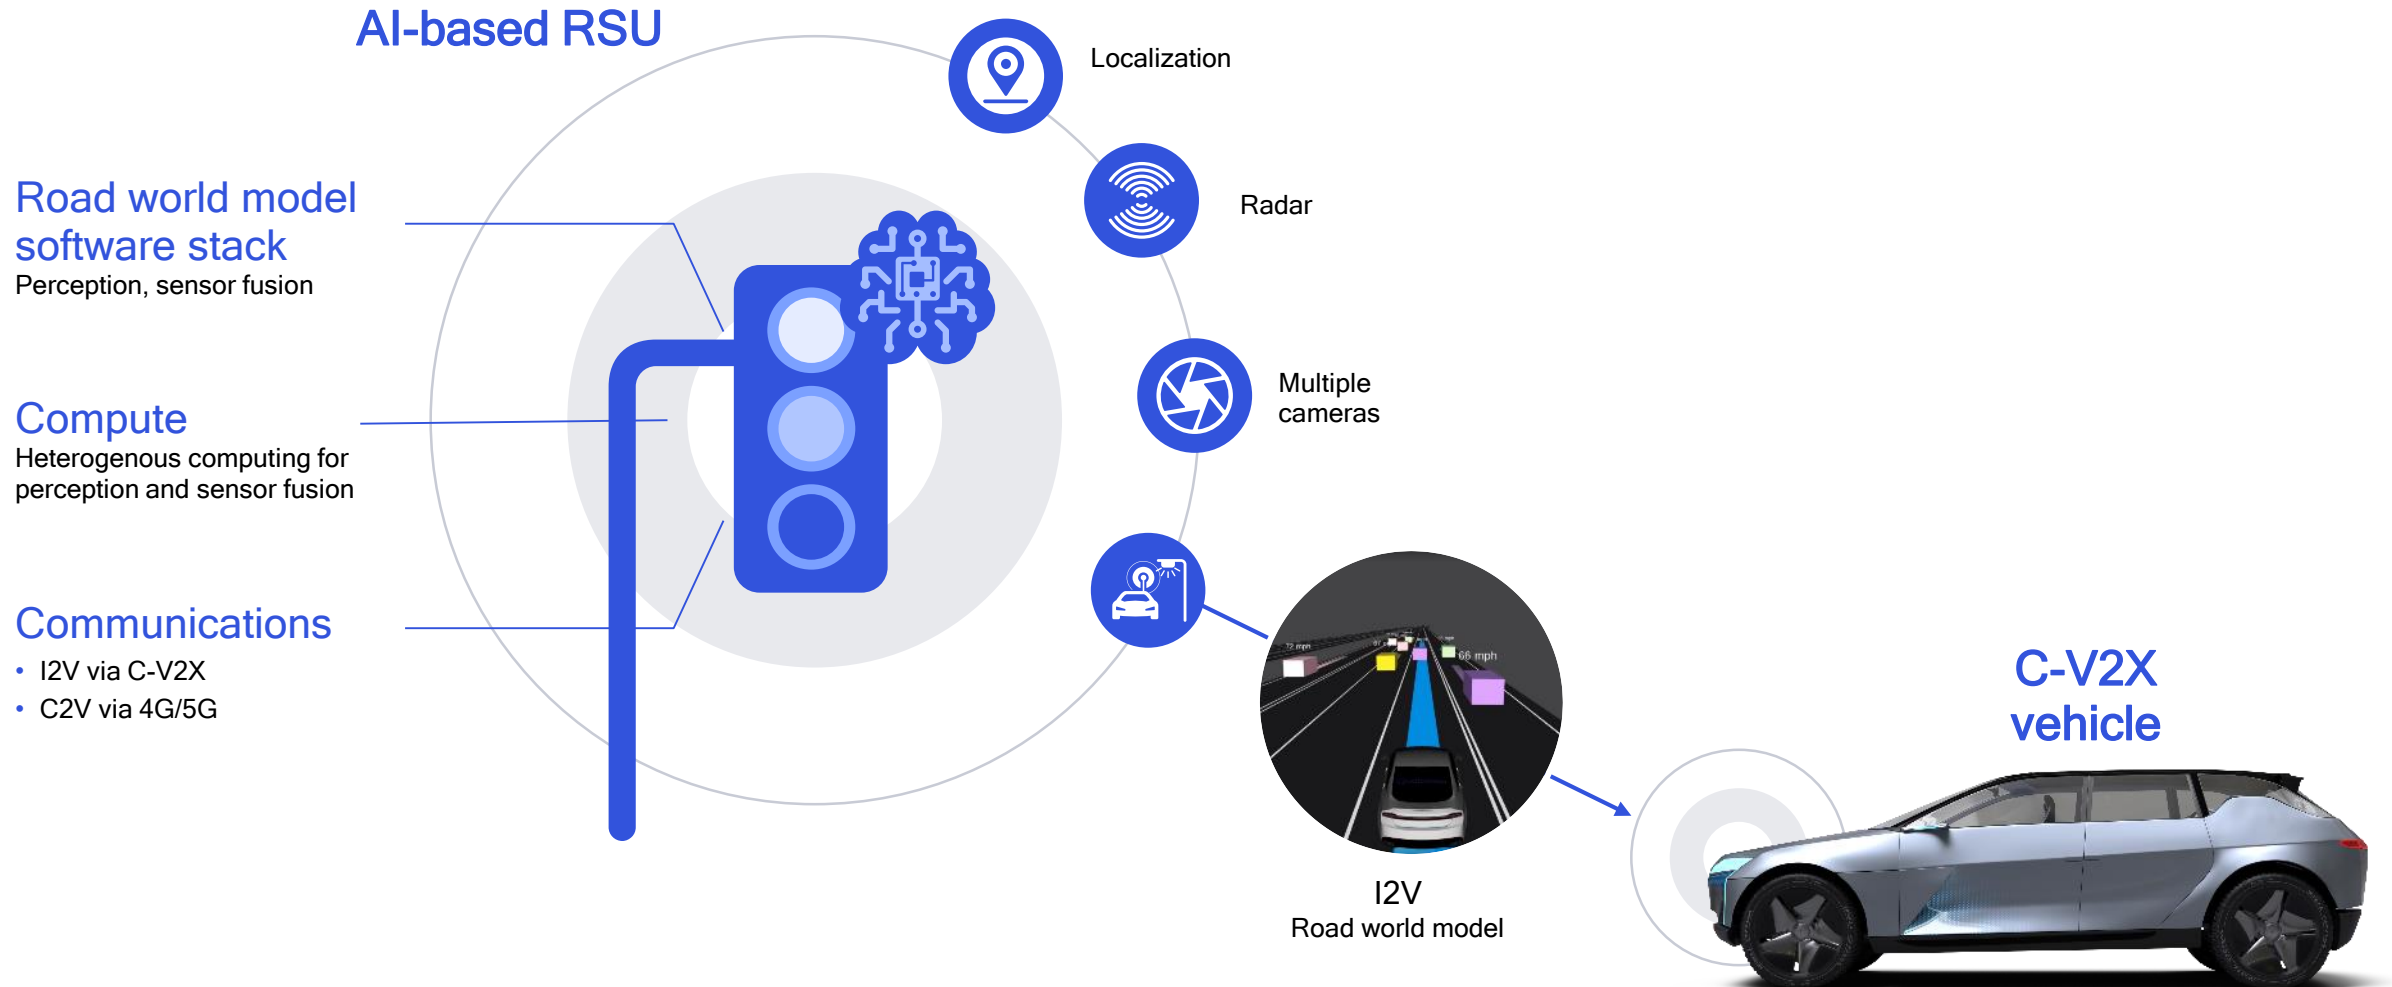 AI-based RSU
Localization
Radar
Multiple
cameras
Road world model
software stack
Perception, sensor fusion
Compute
Heterogenous computing for
perception and sensor fusion
Communications
• I2V via C-V2X
• C2V via 4G/5G
72 mph
66 mph
I2V
Road world model
C-V2X
vehicle